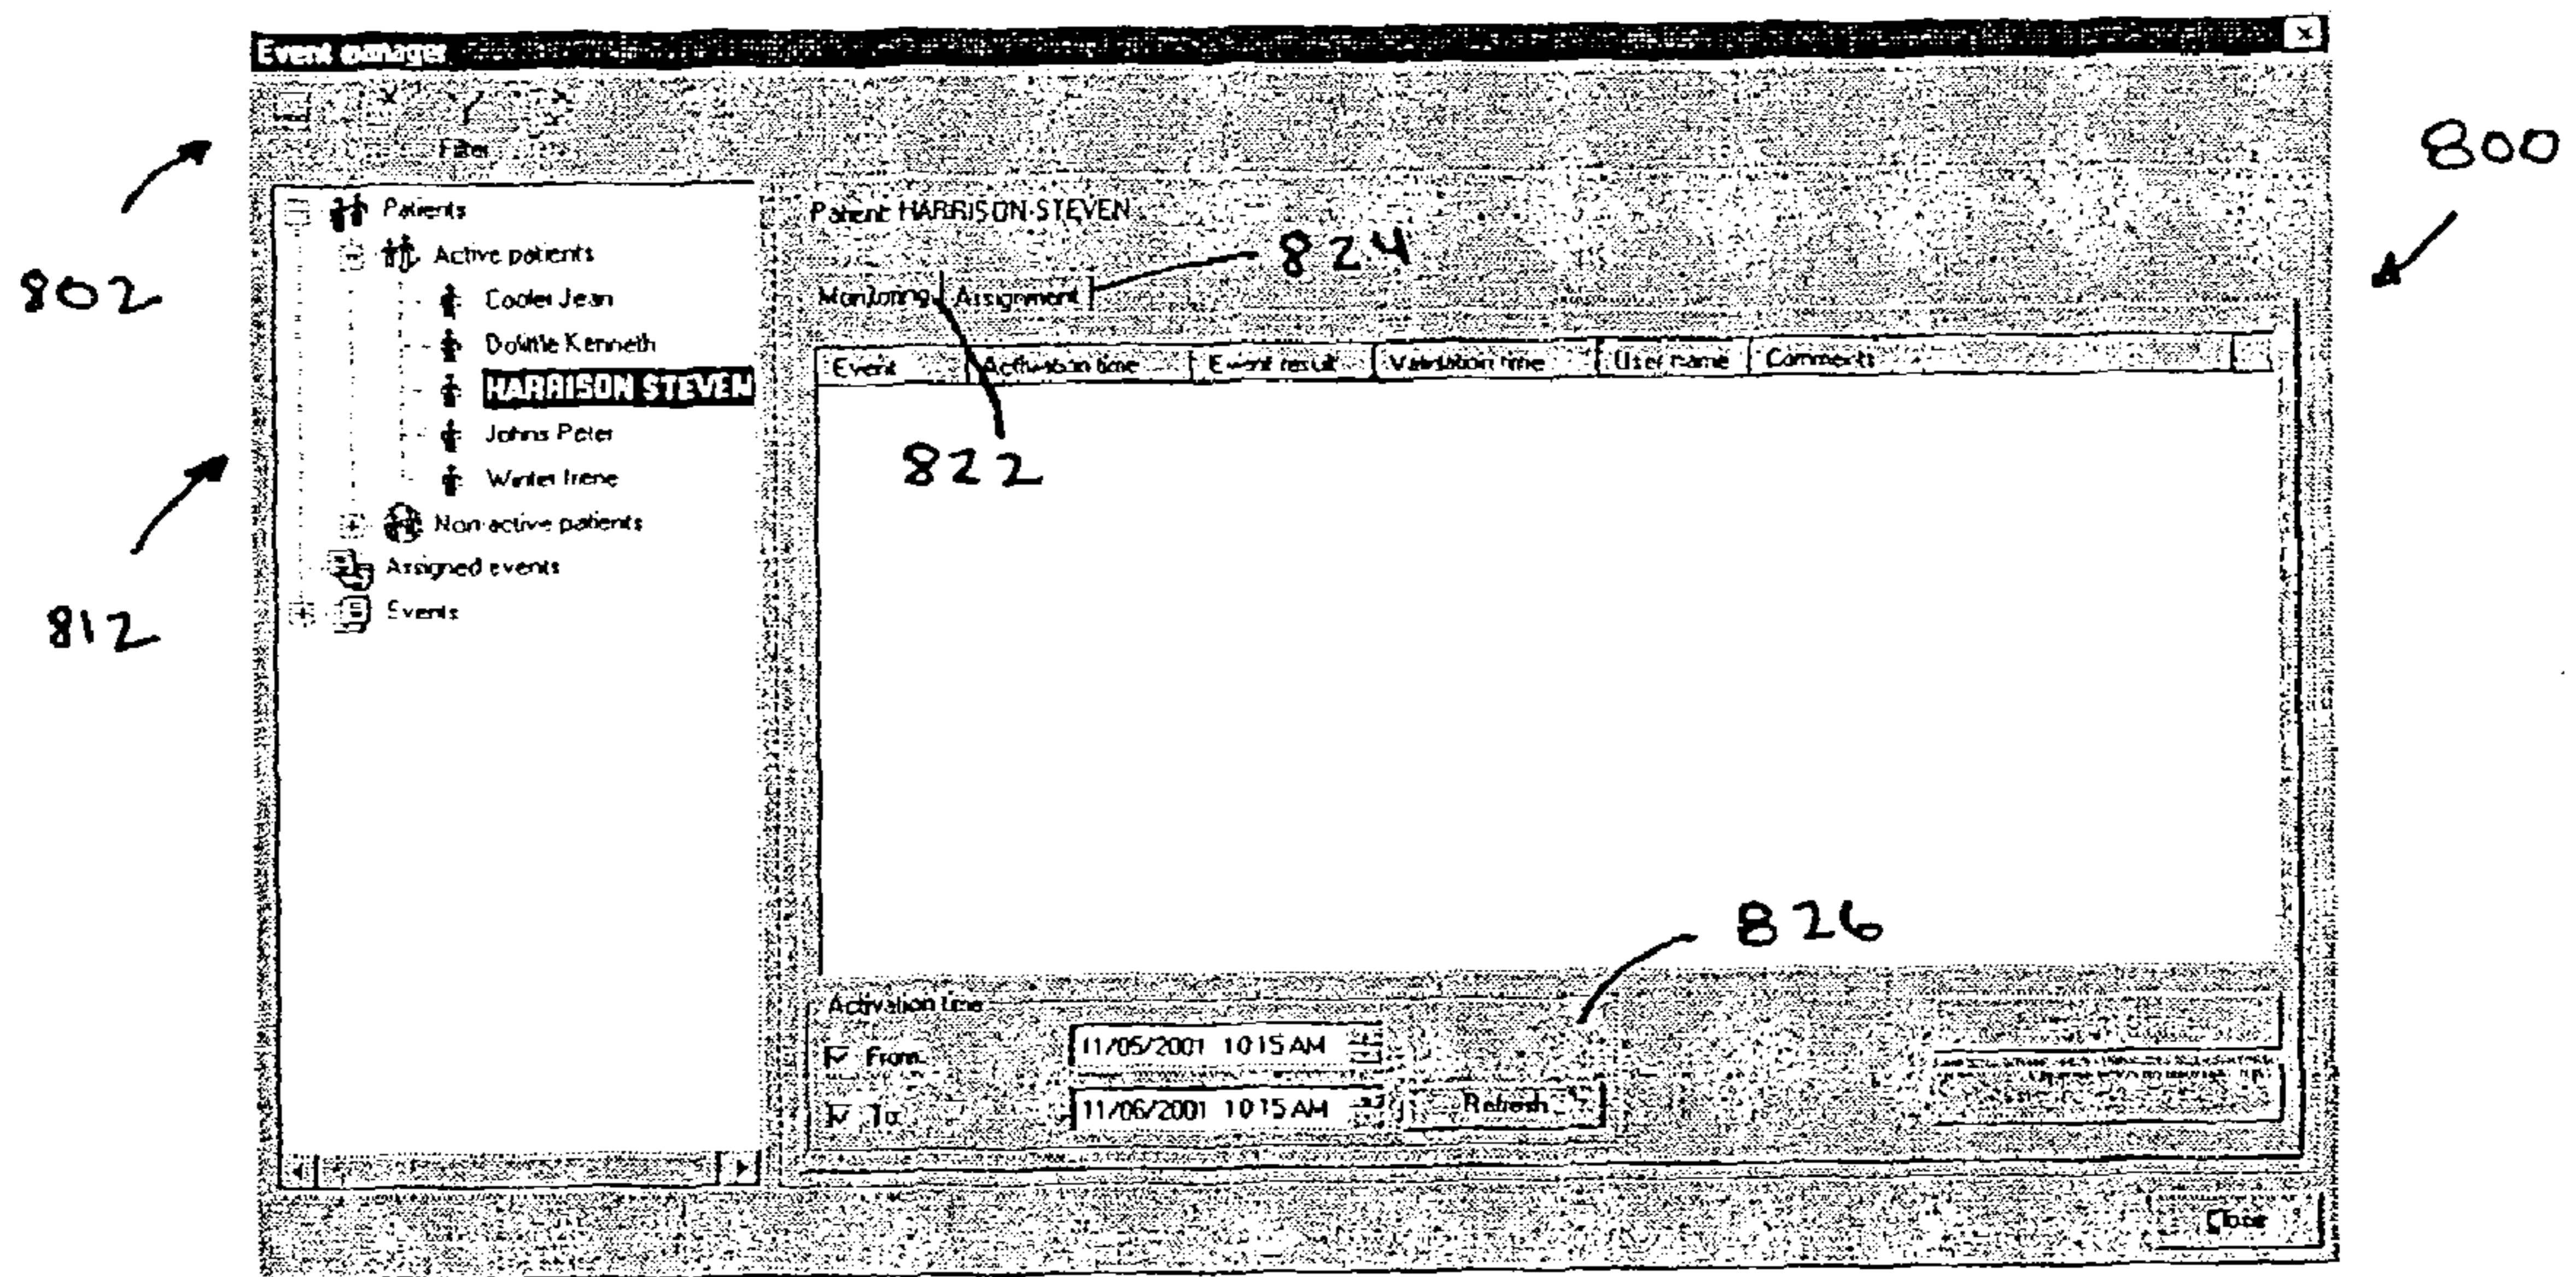 Event manager
Filter
800
802
812
Patients
Active patients
Cooler Jean
Dolittle Kenneth
HARRISON STEVEN
Johns Peter
Winter Irene
Non-active patients
Assigned events
Events
Patient: HARRISON STEVEN
824
Monitoring Assignment
822
Event Activation time Event result Validation time User name Comments
826
Activation time
From: 11/05/2001 10:15 AM
To: 11/06/2001 10:15 AM Refresh
Close